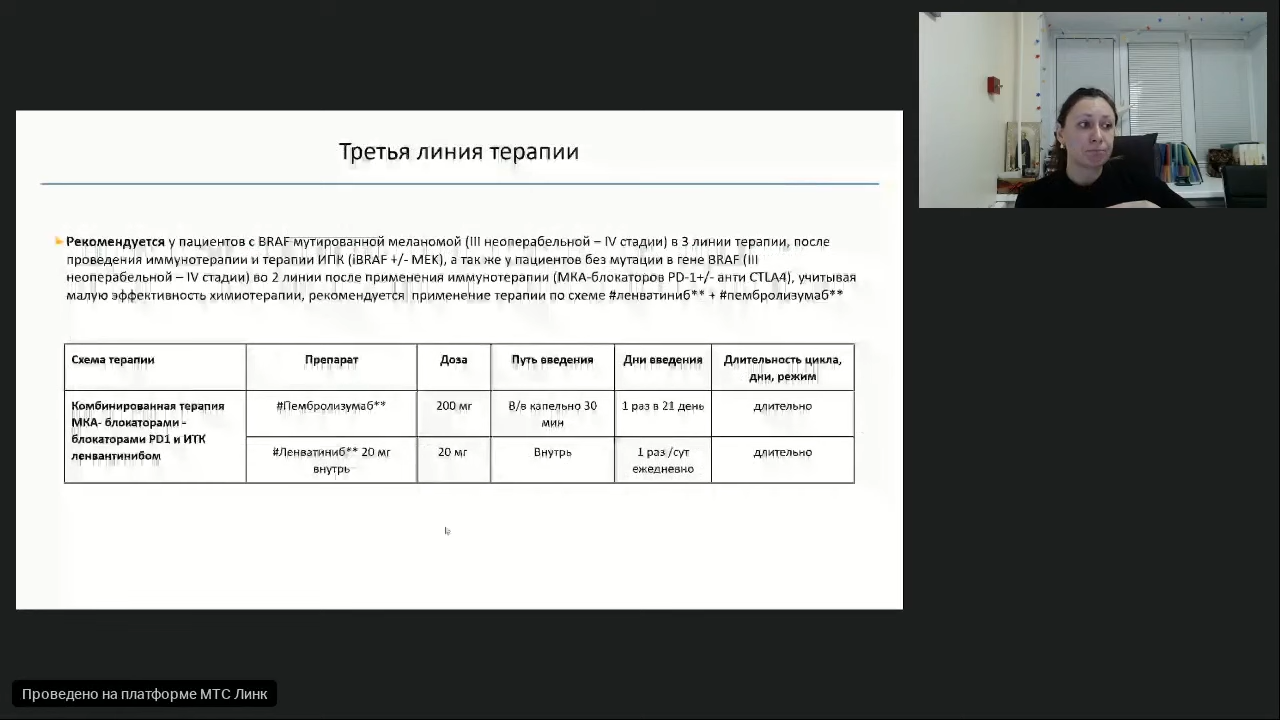 Третья линия терапии
Рекомендуется у пациентов с BRAF мутированной меланомой (III неоперабельной – IV стадии) в 3 линии терапии, после
проведения иммунотерапии и терапии ИПК (iBRAF +/- MEK), а так же у пациентов без мутации в гене BRAF (III
неоперабельной – IV стадии) во 2 линии после применения иммунотерапии (МКА-блокаторов PD-1+/- анти CTLA4), учитывая
малую эффективность химиотерапии, рекомендуется применение терапии по схеме #ленватиниб** + #пембролизумаб**
Схема терапии
Препарат
Доза
Путь введения
Дни введения
Длительность цикла,
дни, режим
Комбинированная терапия
МКА- блокаторами -
блокаторами PD1 и ИТК
ленвантинибом
#Пембролизумаб**
200 мг
В/в капельно 30
мин
1 раз в 21 день
длительно
#Ленватиниб** 20 мг
внутрь
20 мг
Внутрь
1 раз /сут
ежедневно
длительно
Проведено на платформе МТС Линк